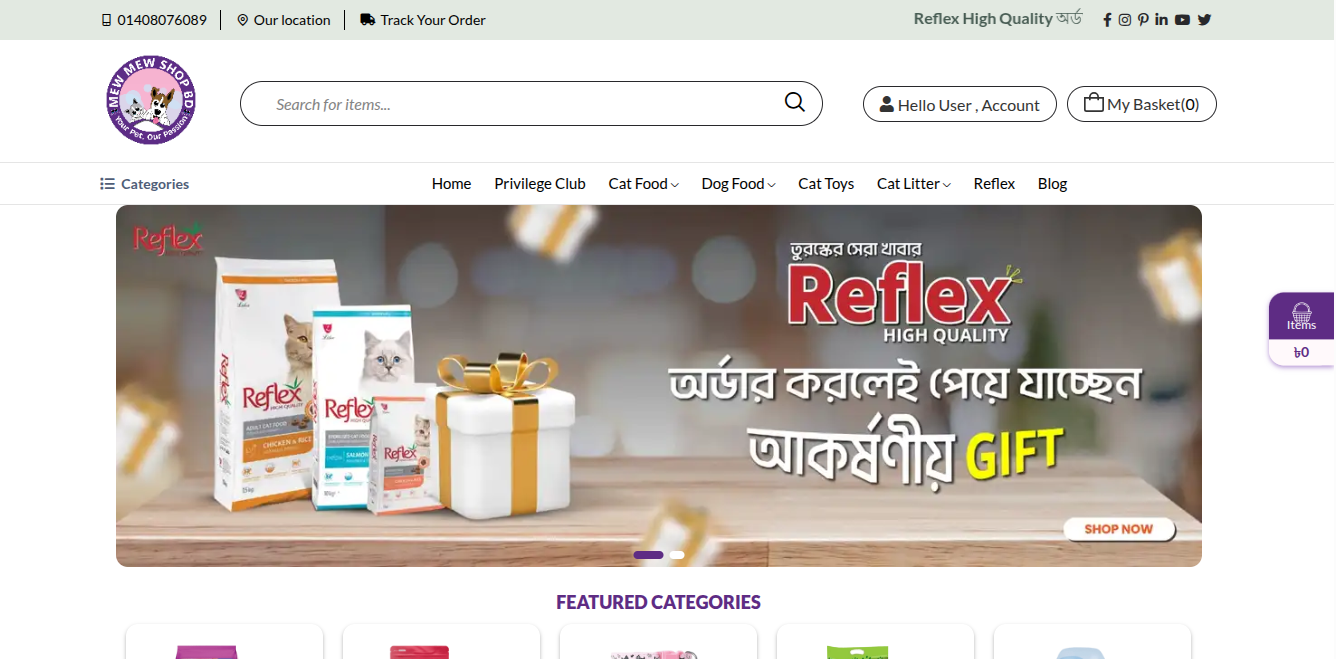 01408076089 Our location Track Your Order Reflex High Quality অর্ড
MEW MEW SHOP BD
Your Pet, Our Passion
Search for items...
Hello User , Account
My Basket(0)
Categories Home Privilege Club Cat Food Dog Food Cat Toys Cat Litter Reflex Blog
Reflex
তুরস্কের সেরা খাবার
Reflex
HIGH QUALITY
অর্ডার করলেই পেয়ে যাচ্ছেন
আকর্ষণীয় GIFT
SHOP NOW
Reflex
HIGH QUALITY
ADULT CAT FOOD
CHICKEN & RICE
Reflex
SALMON
Reflex
Items
৳0
FEATURED CATEGORIES